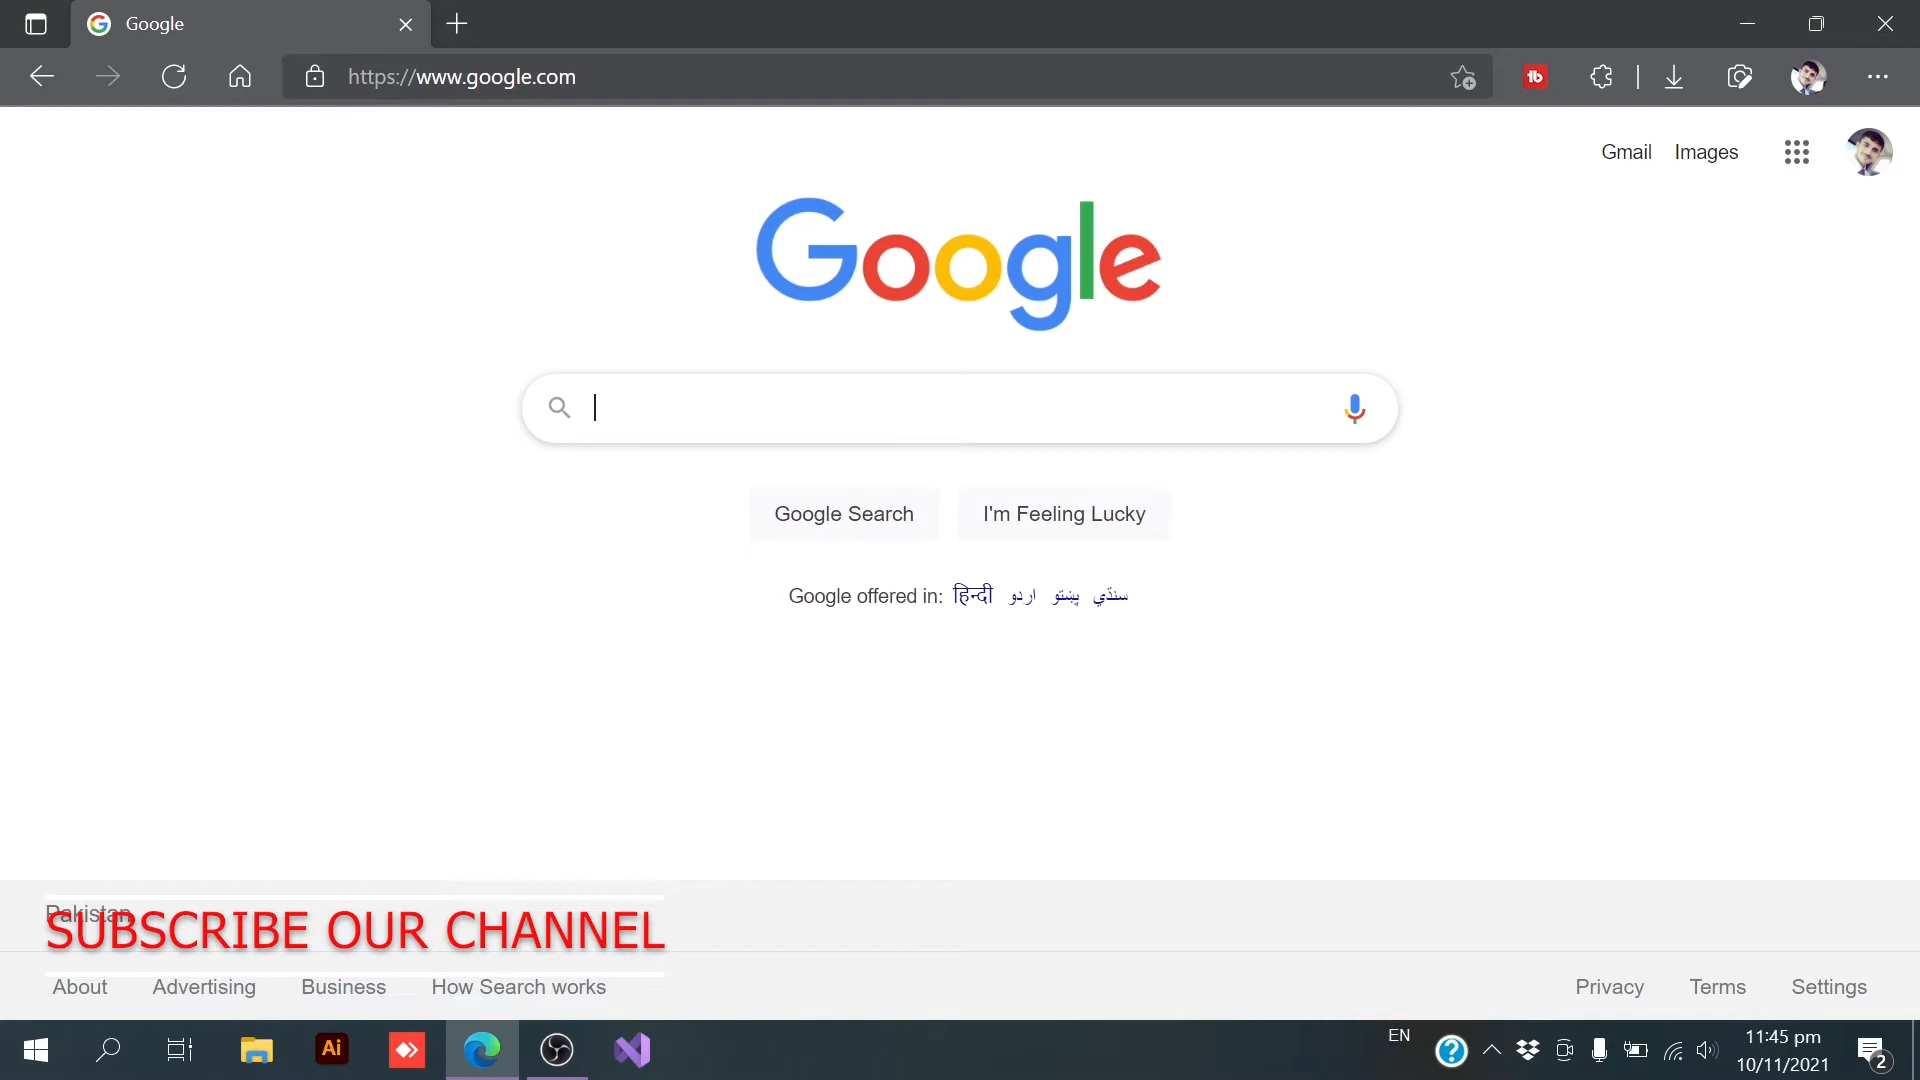 Google
https://www.google.com
Gmail Images
Google
Google Search I'm Feeling Lucky
Google offered in: हिन्दी اردو پښتو سنڌي
Pakistan
SUBSCRIBE OUR CHANNEL
About Advertising Business How Search works Privacy Terms Settings
Ai
EN
11:45 pm
10/11/2021
2